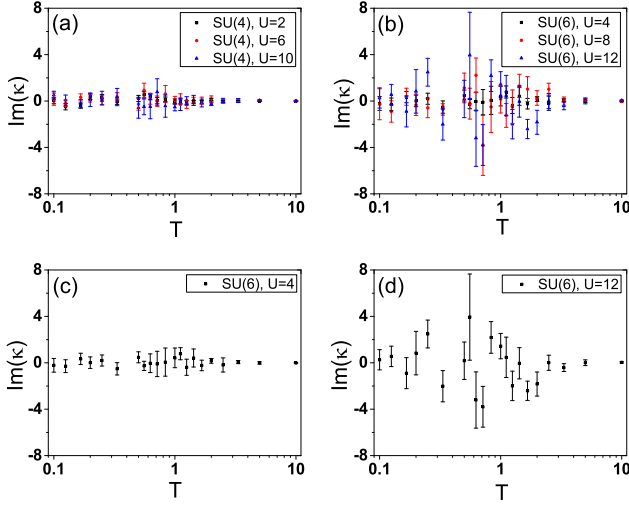 (a)
SU(4), U=2
SU(4), U=6
SU(4), U=10
Im(κ)
8
4
0
-4
-8
0.1
1
10
T
(b)
SU(6), U=4
SU(6), U=8
SU(6), U=12
Im(κ)
8
4
0
-4
-8
0.1
1
10
T
(c)
SU(6), U=4
Im(κ)
8
4
0
-4
-8
0.1
1
10
T
(d)
SU(6), U=12
Im(κ)
8
4
0
-4
-8
0.1
1
10
T